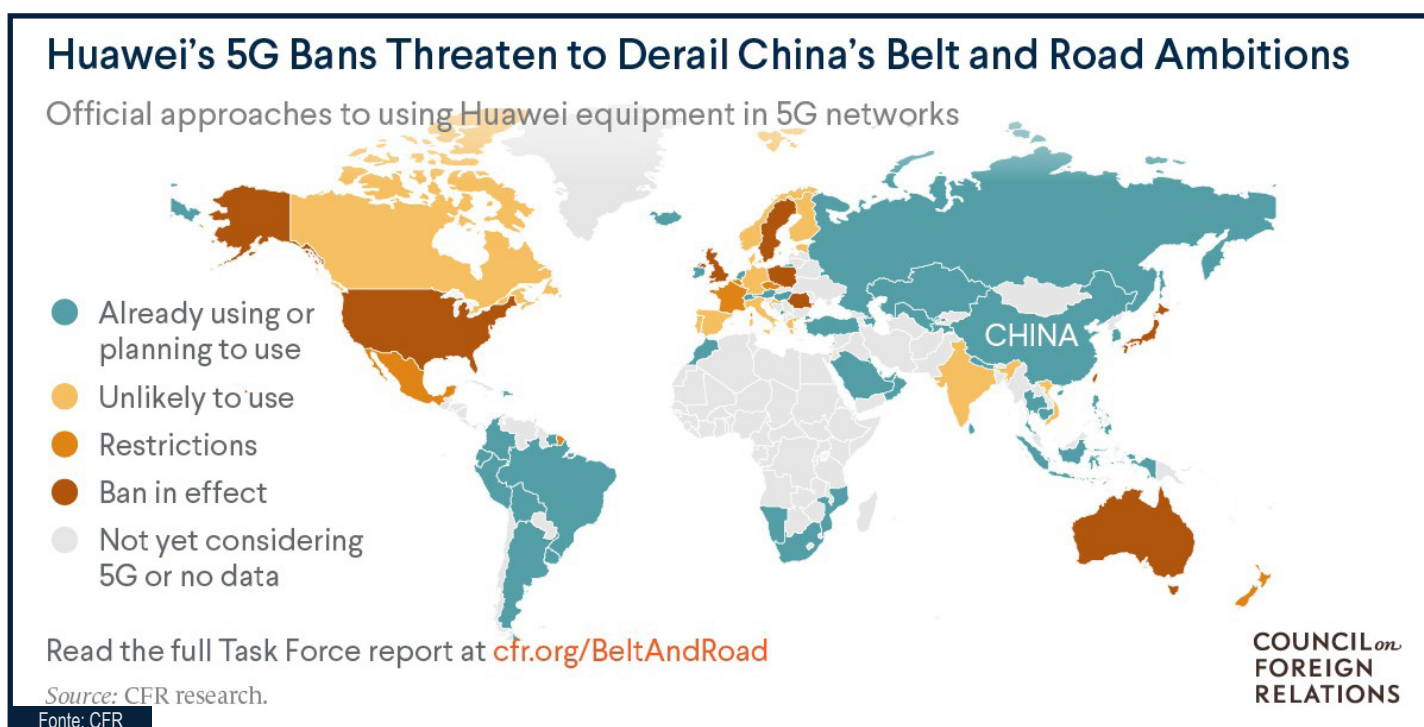 Huawei's 5G Bans Threaten to Derail China's Belt and Road Ambitions
Official approaches to using Huawei equipment in 5G networks
Already using or
planning to use
Unlikely to use
Restrictions
Ban in effect
Not yet considering
5G or no data
CHINA
Read the full Task Force report at cfr.org/BeltAndRoad
Source: CFR research.
COUNCIL on
FOREIGN
RELATIONS
Fonte: CFR